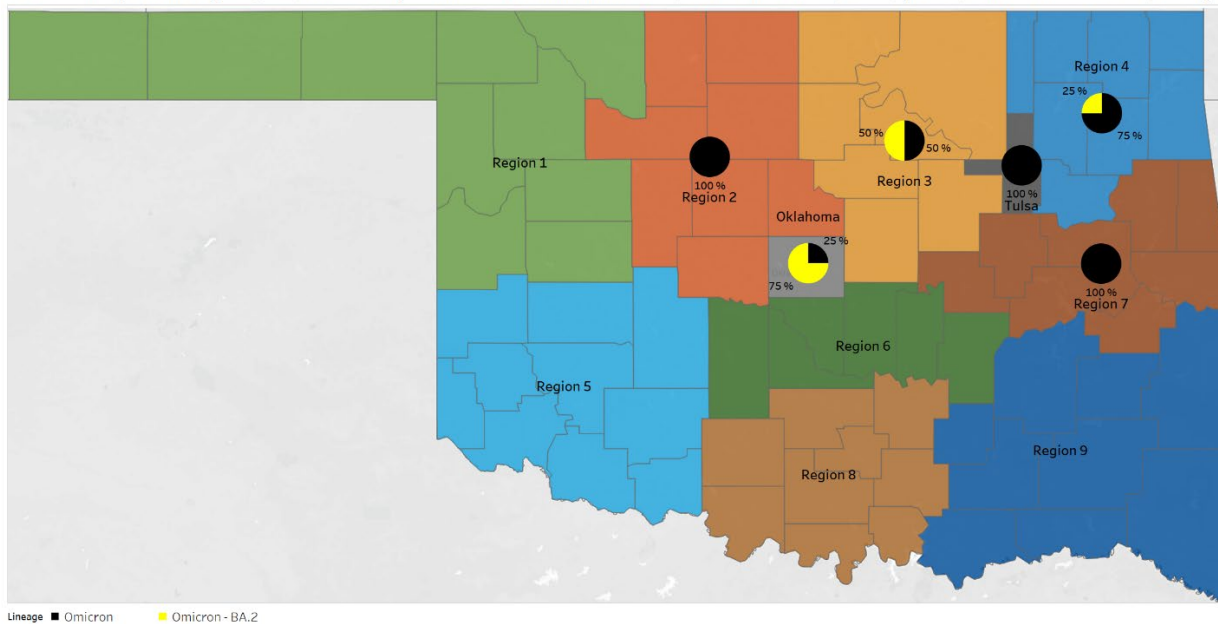 Region 4
25 %
75 %
50 %
50 %
Region 1
100 %
Region 2
Region 3
100 %
Tulsa
Oklahoma
25 %
75 %
100 %
Region 7
Region 6
Region 5
Region 9
Region 8
Lineage Omicron Omicron - BA.2